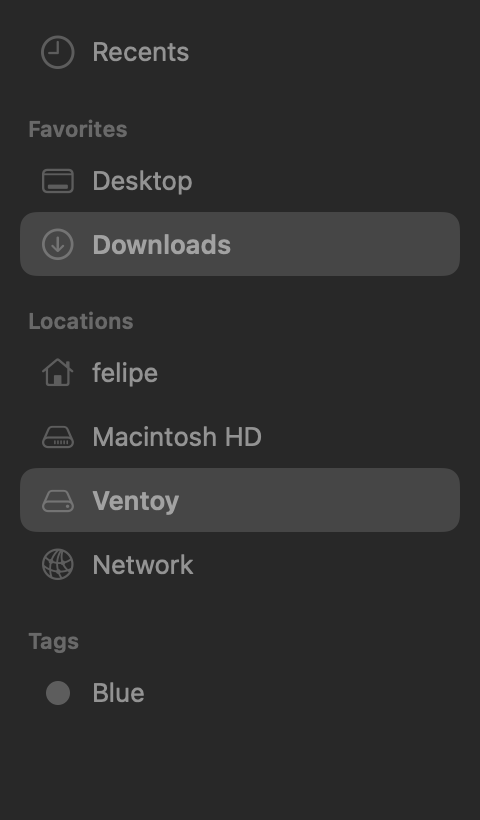 Recents
Favorites
Desktop
Downloads
Locations
felipe
Macintosh HD
Ventoy
Network
Tags
Blue